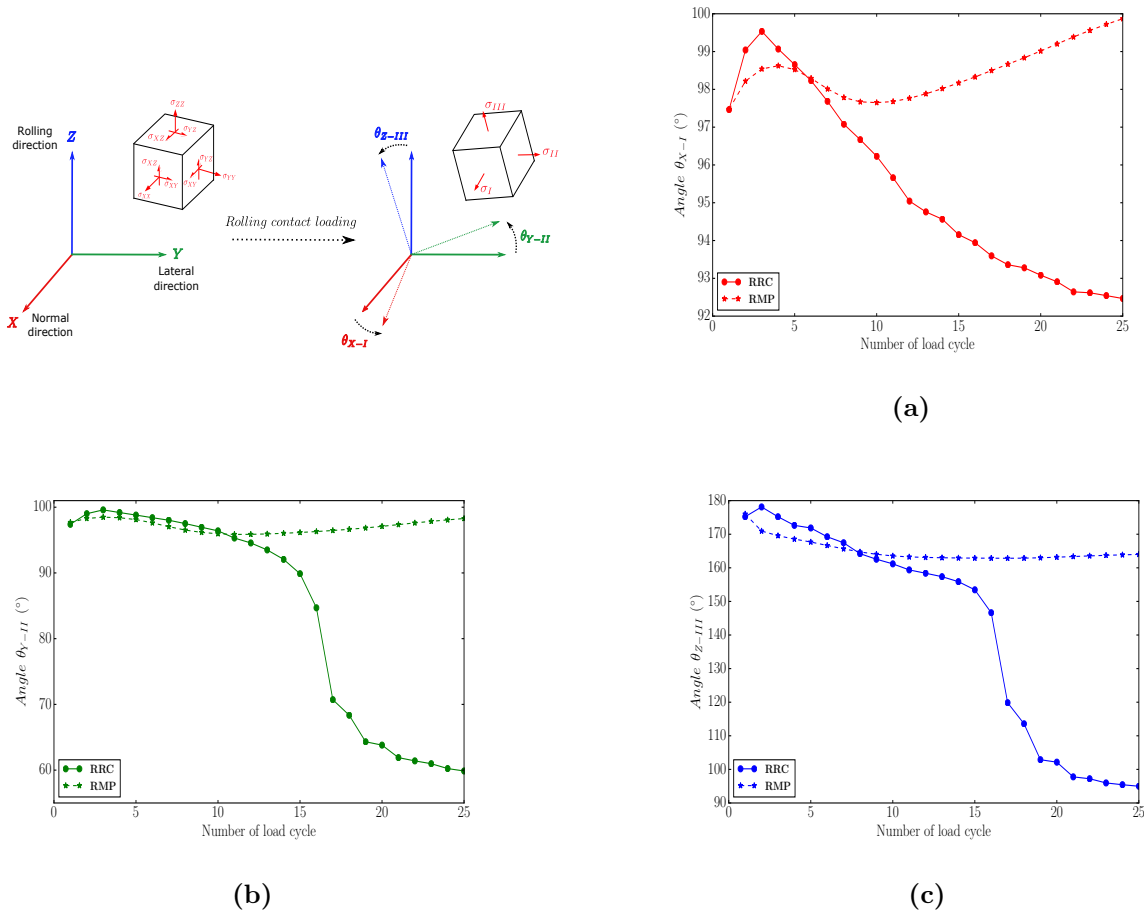 Rolling
direction
Z
σZZ
σXZ
σYZ
σXZ
σYZ
σXY
σXX
σXY
σYY
Y
Lateral
direction
X
Normal
direction
Rolling contact loading
θZ−III
σIII
σII
σI
θY−II
θX−I
100
99
98
97
96
95
94
93
92
Angle θX−I (°)
RRC
RMP
0 5 10 15 20 25
Number of load cycle
(a)
100
90
80
70
60
Angle θY−II (°)
RRC
RMP
0 5 10 15 20 25
Number of load cycle
(b)
180
170
160
150
140
130
120
110
100
90
Angle θZ−III (°)
RRC
RMP
0 5 10 15 20 25
Number of load cycle
(c)